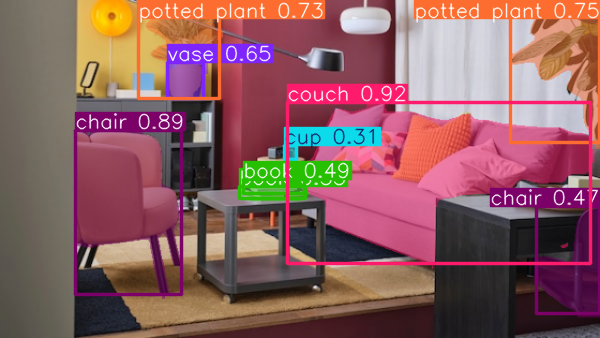 potted plant 0.73
potted plant 0.75
vase 0.65
couch 0.92
chair 0.89
cup 0.31
book 0.49
chair 0.47